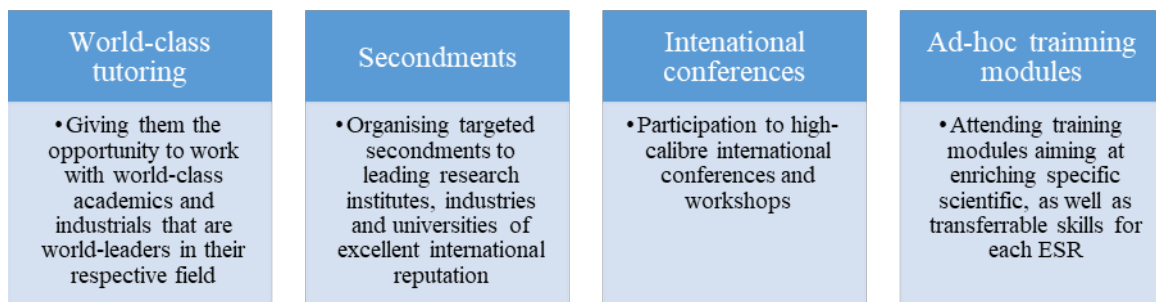 World-class
tutoring
•Giving them the
opportunity to work
with world-class
academics and
industrials that are
world-leaders in their
respective field
Secondments
•Organising targeted
secondments to
leading research
institutes, industries
and universities of
excellent international
reputation
Intenational
conferences
•Participation to high-
calibre international
conferences and
workshops
Ad-hoc trainning
modules
•Attending training
modules aiming at
enriching specific
scientific, as well as
transferrable skills for
each ESR